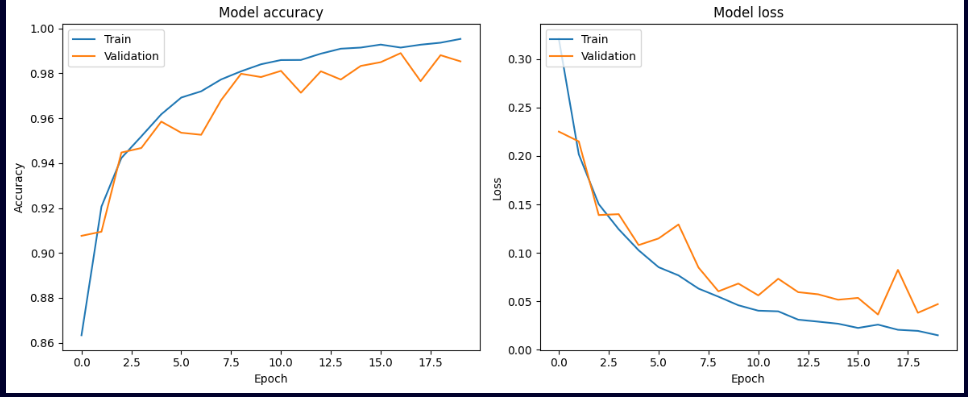 Model accuracy
Train
Validation
1.00
0.98
0.96
0.94
0.92
0.90
0.88
0.86
Accuracy
0.0 2.5 5.0 7.5 10.0 12.5 15.0 17.5
Epoch
Model loss
Train
Validation
0.30
0.25
0.20
0.15
0.10
0.05
0.00
Loss
0.0 2.5 5.0 7.5 10.0 12.5 15.0 17.5
Epoch